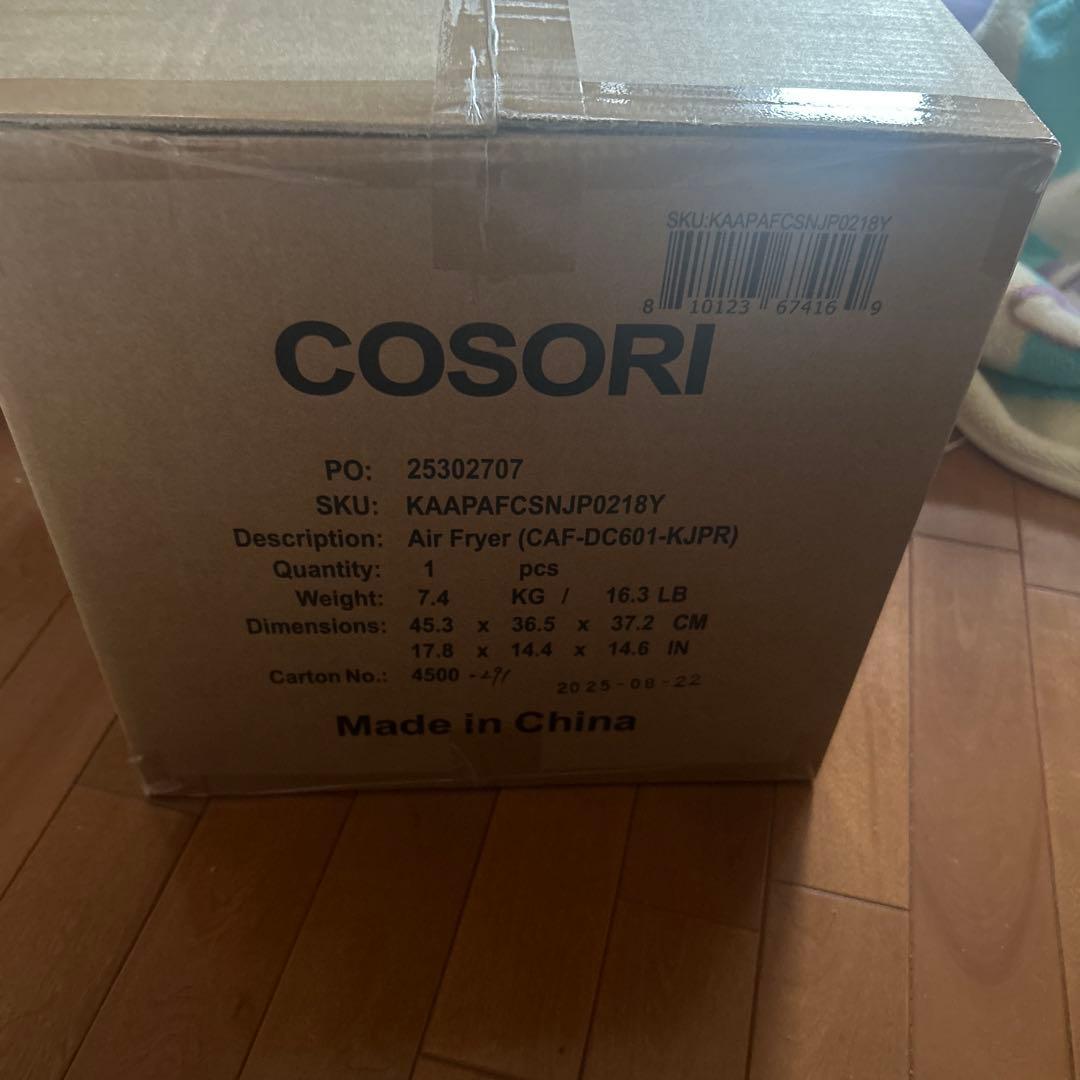 SKU:KAAPAFCSNJP0218Y
8 10123 67416 9
COSORI
PO: 25302707
SKU: KAAPAFCSNJP0218Y
Description: Air Fryer (CAF-DC601-KJPR)
Quantity: 1 pcs
Weight: 7.4 KG / 16.3 LB
Dimensions: 45.3 x 36.5 x 37.2 CM
17.8 x 14.4 x 14.6 IN
Carton No.: 4500 -
2025-08-22
Made in China